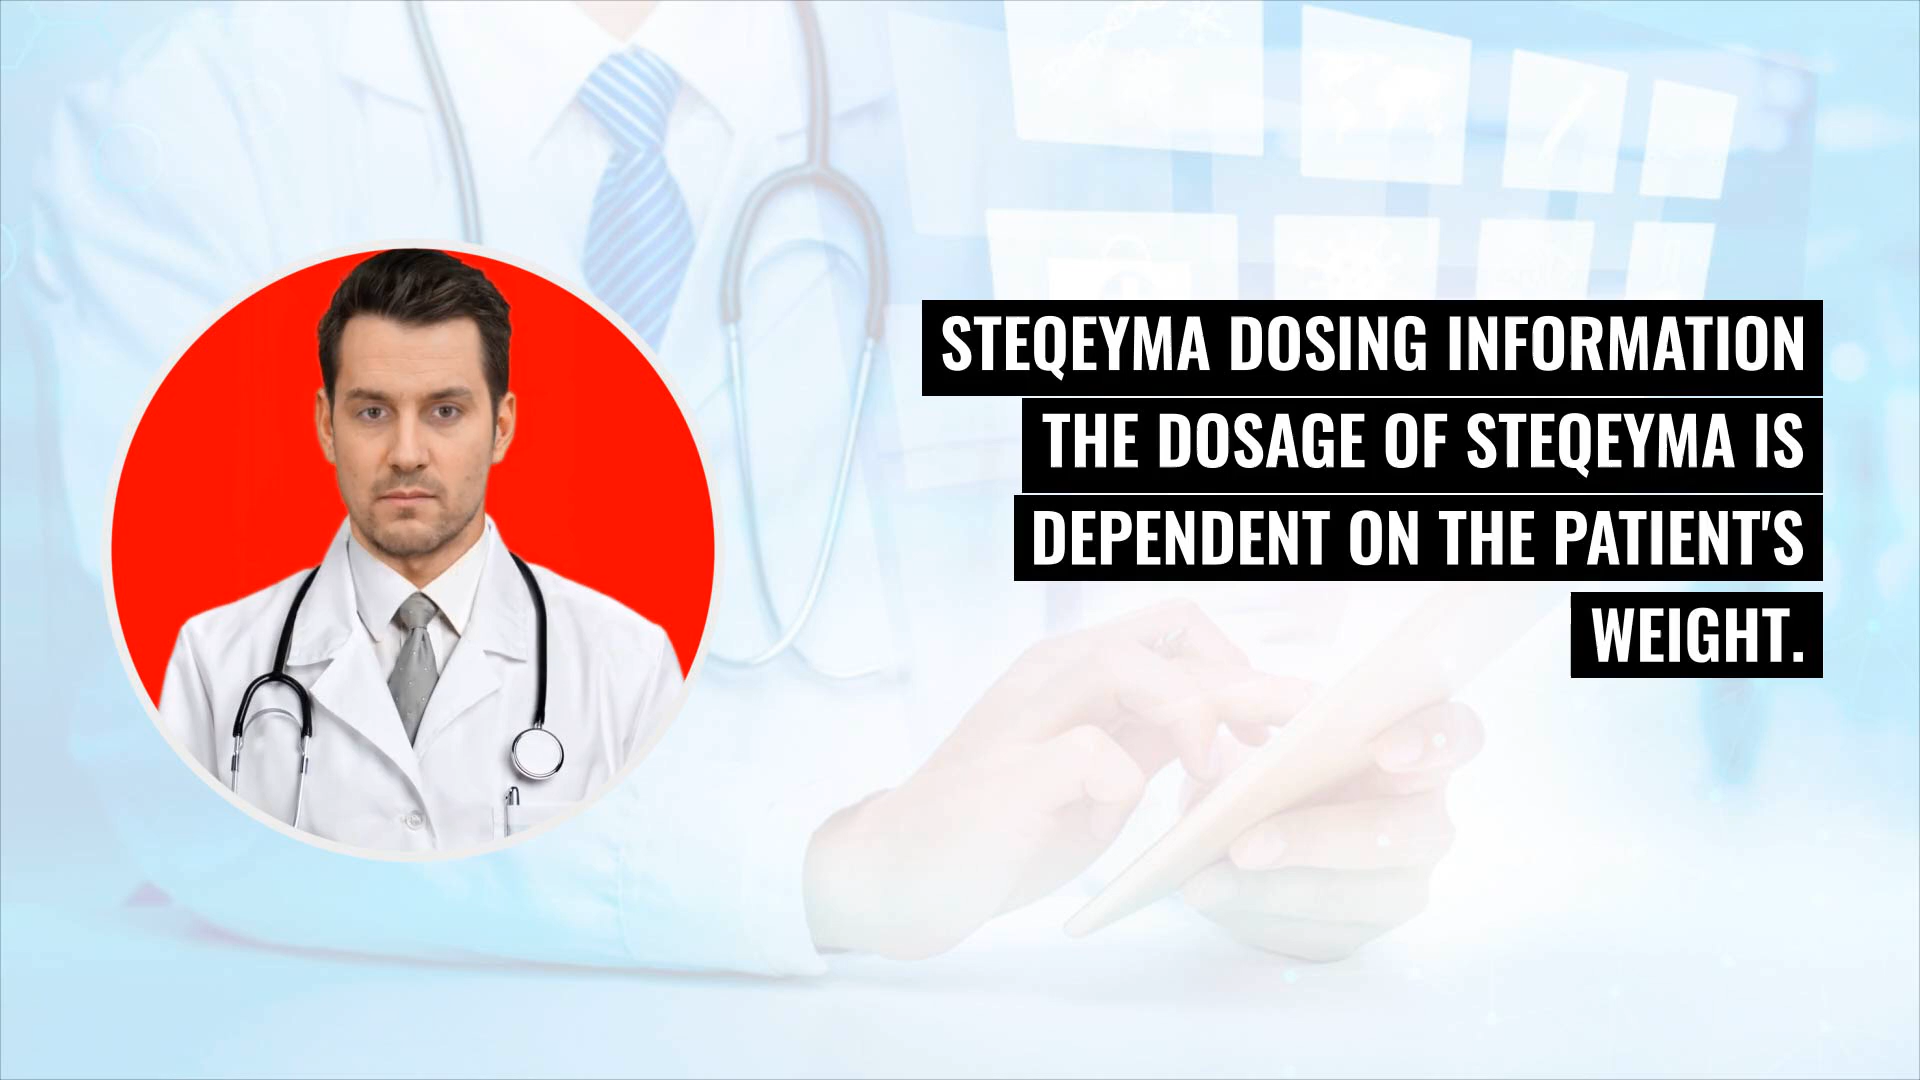 STEQEYMA DOSING INFORMATION
THE DOSAGE OF STEQEYMA IS
DEPENDENT ON THE PATIENT'S
WEIGHT.